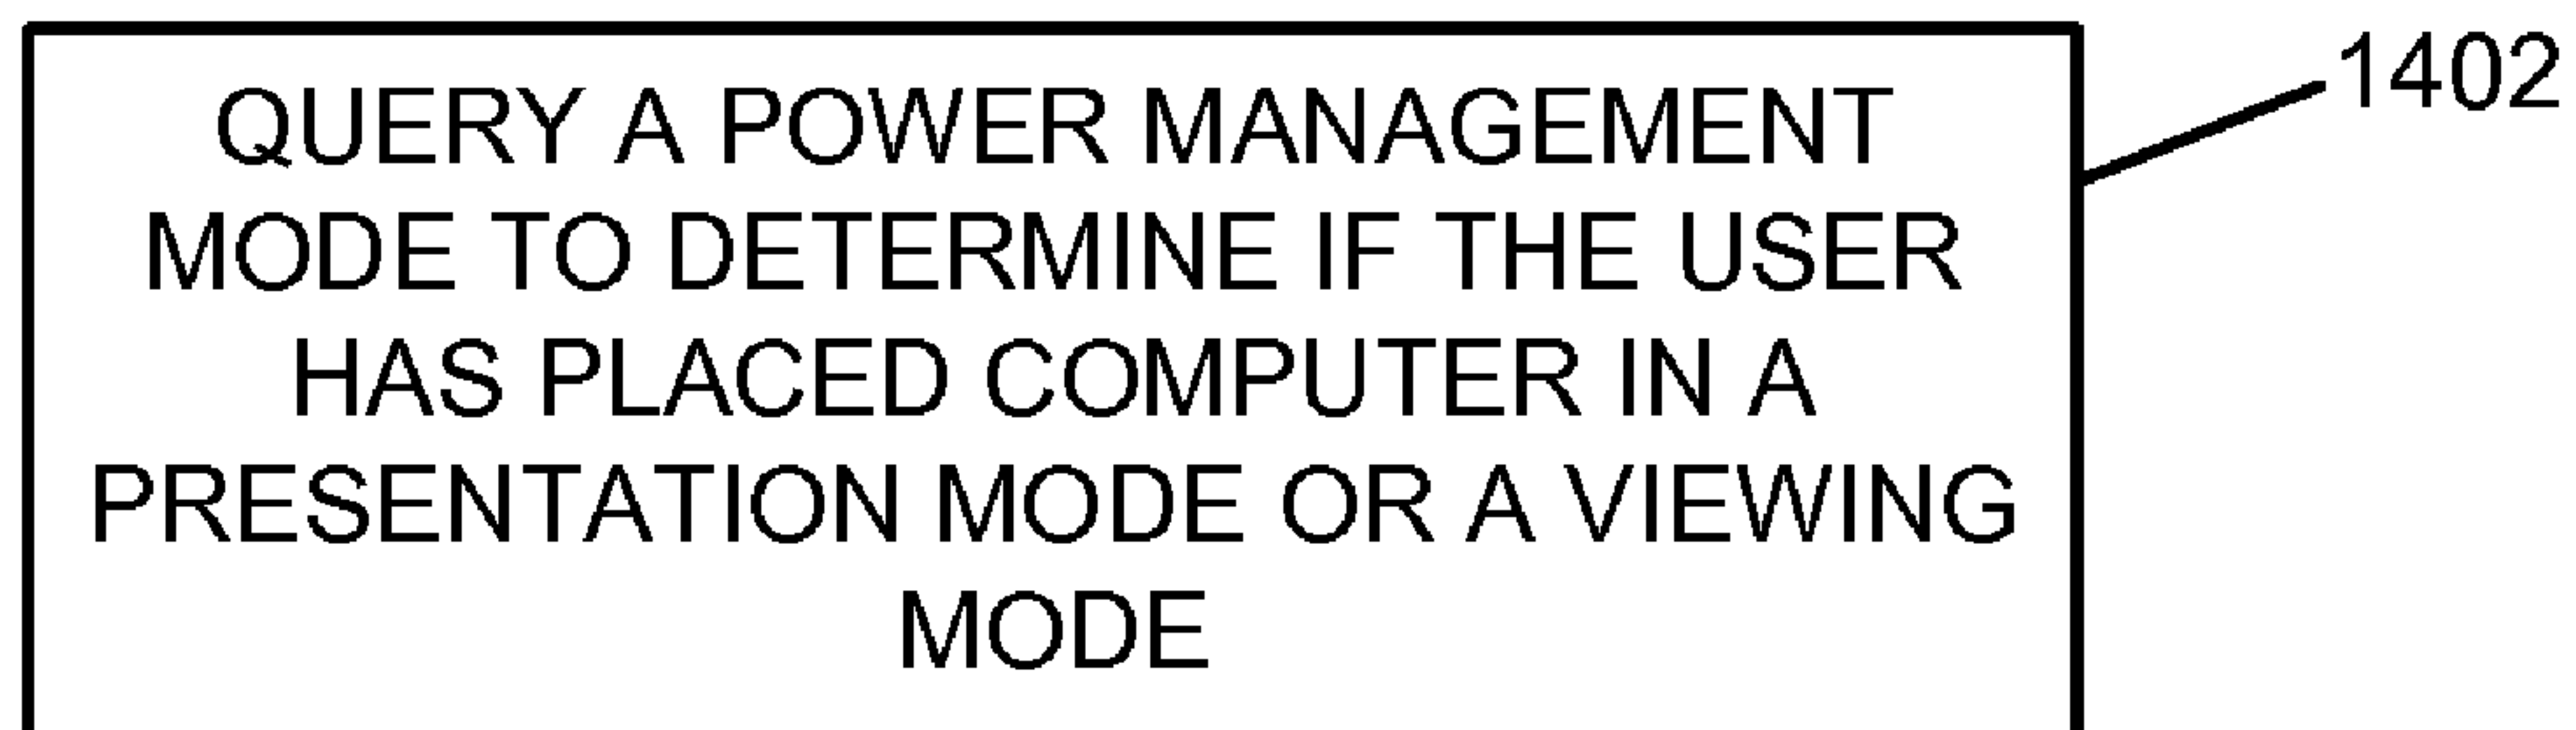 QUERY A POWER MANAGEMENT
MODE TO DETERMINE IF THE USER
HAS PLACED COMPUTER IN A
PRESENTATION MODE OR A VIEWING
MODE
1402